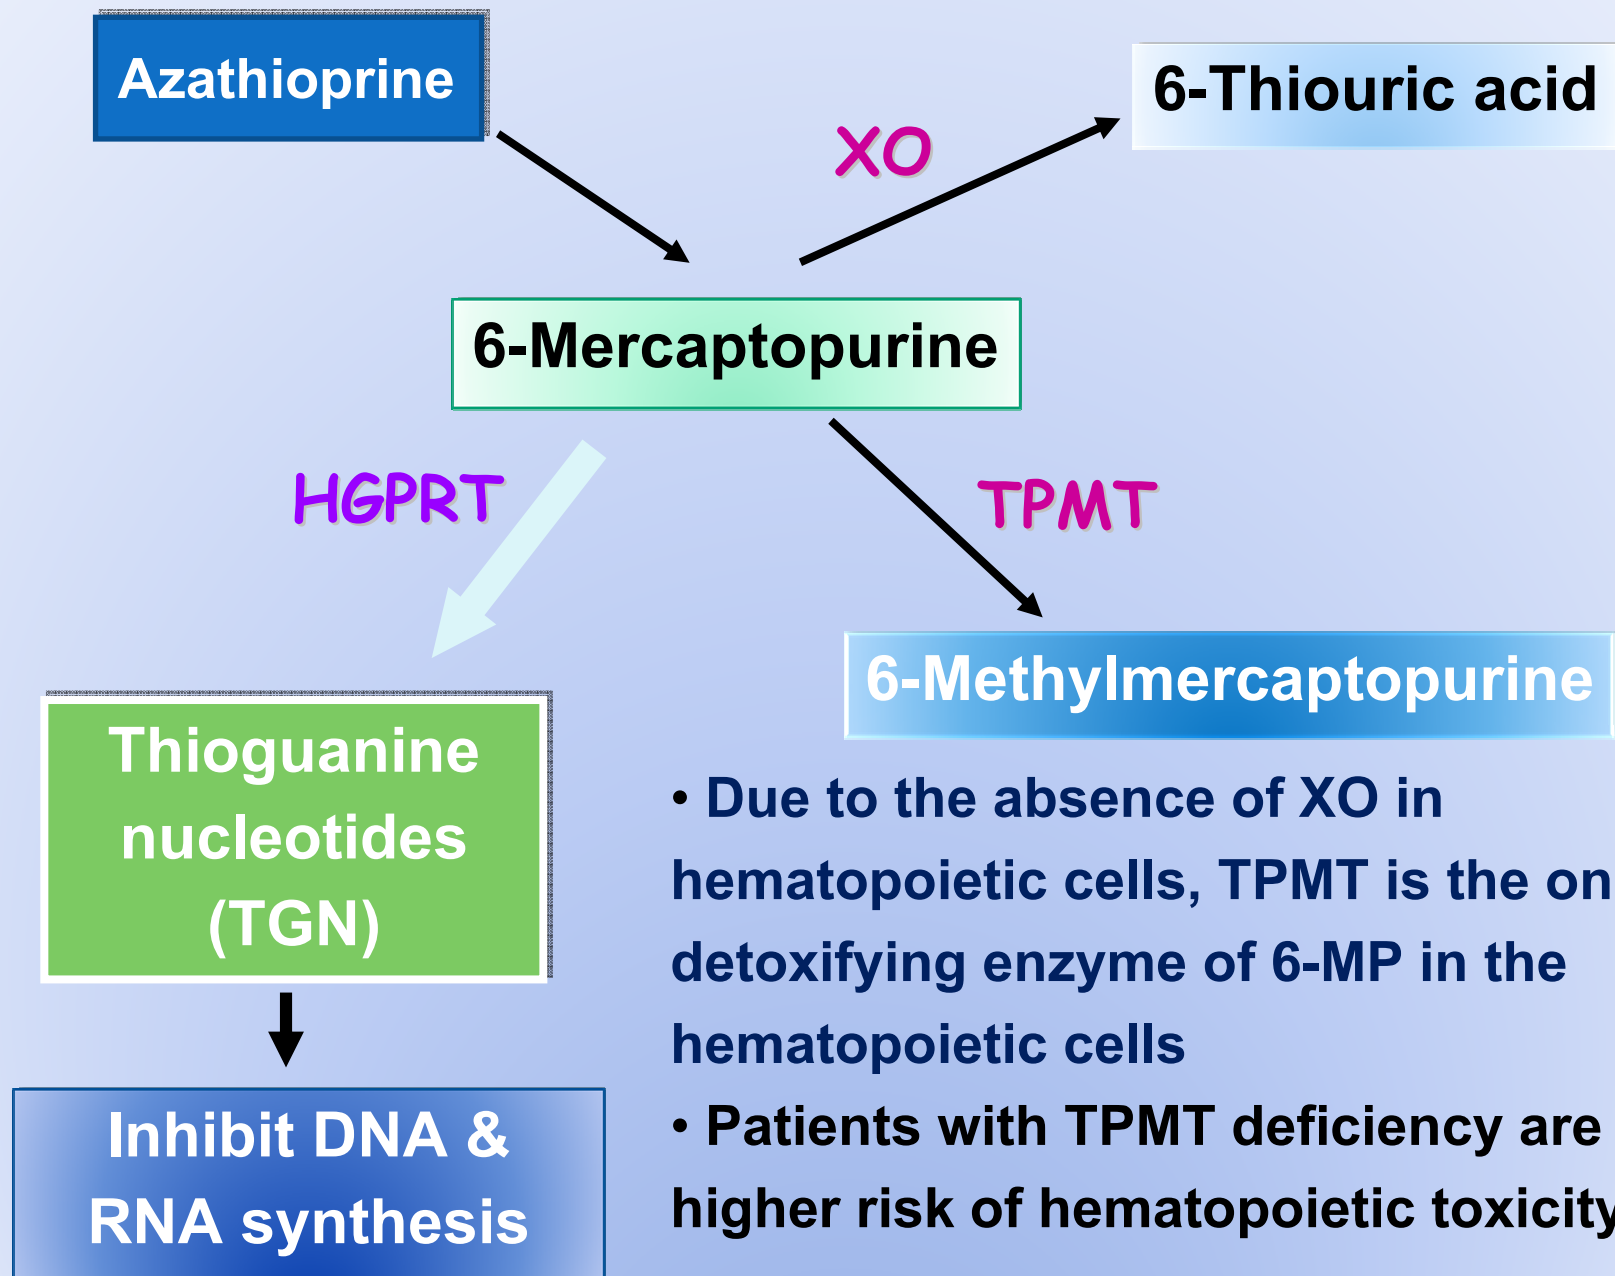 Azathioprine
6-Thiouric acid
XO
6-Mercaptopurine
HGPRT
TPMT
6-Methylmercaptopurine
Thioguanine
nucleotides
(TGN)
• Due to the absence of XO in
hematopoietic cells, TPMT is the on
detoxifying enzyme of 6-MP in the
hematopoietic cells
• Patients with TPMT deficiency are
higher risk of hematopoietic toxicity
Inhibit DNA &
RNA synthesis